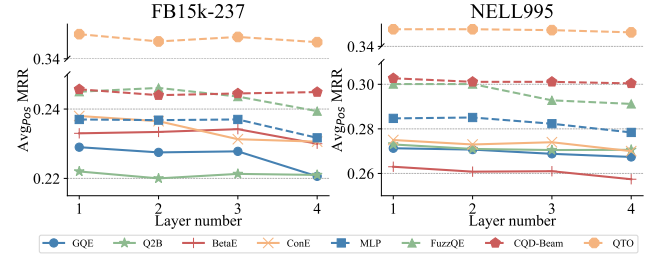 FB15k-237
Avg_Pos MRR
0.34
0.24
0.22
1 2 3 4
Layer number
NELL995
Avg_Pos MRR
0.34
0.30
0.28
0.26
1 2 3 4
Layer number
GQE Q2B BetaE ConE MLP FuzzQE CQD-Beam QTO